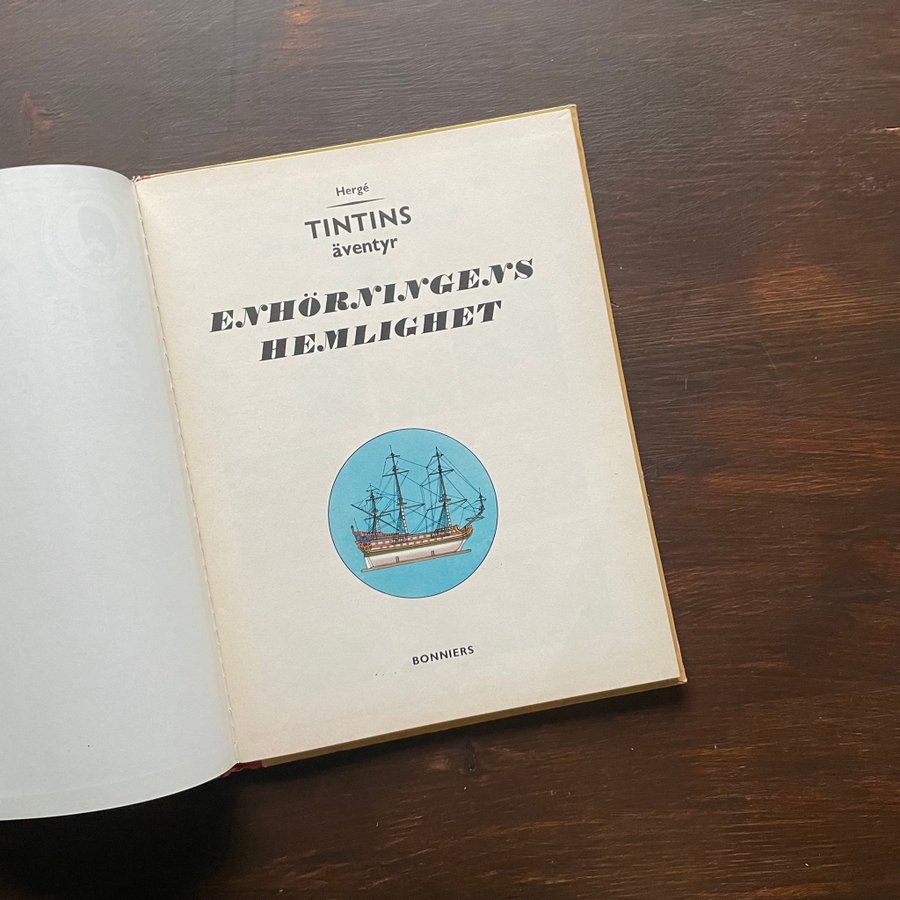 Hergé
TINTINS
äventyr
ENHÖRNINGENS
HEMLIGHET
BONNIERS